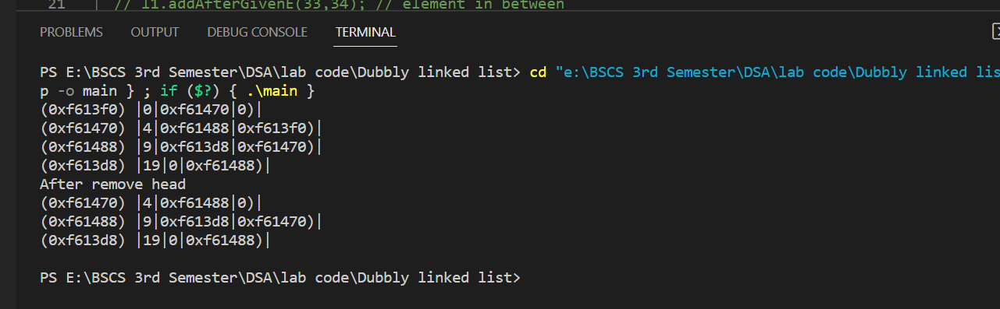 21 // l1.addAfterGivenE(33,34); // element in between
PROBLEMS OUTPUT DEBUG CONSOLE TERMINAL
PS E:\BSCS 3rd Semester\DSA\lab code\Dubbly linked list> cd "e:\BSCS 3rd Semester\DSA\lab code\Dubbly linked lis
p -o main } ; if ($?) { .\main }
(0xf613f0) |0|0xf61470|0)|
(0xf61470) |4|0xf61488|0xf613f0)|
(0xf61488) |9|0xf613d8|0xf61470)|
(0xf613d8) |19|0|0xf61488)|
After remove head
(0xf61470) |4|0xf61488|0)|
(0xf61488) |9|0xf613d8|0xf61470)|
(0xf613d8) |19|0|0xf61488)|
PS E:\BSCS 3rd Semester\DSA\lab code\Dubbly linked list>